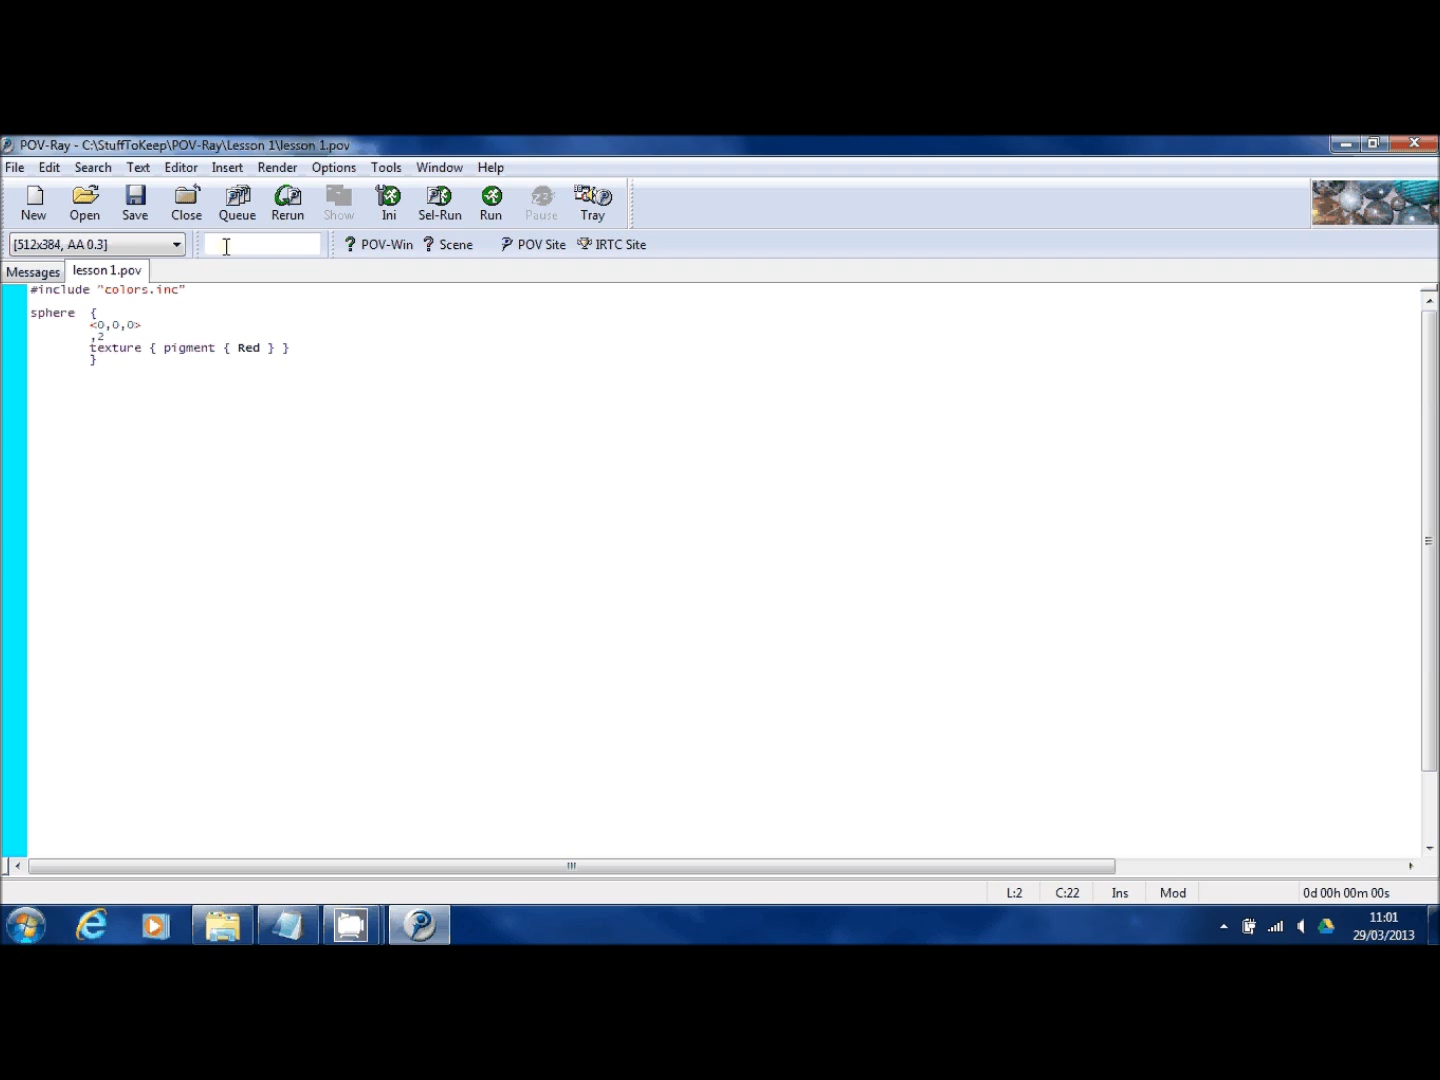 POV-Ray - C:\StuffToKeep\POV-Ray\Lesson 1\lesson 1.pov
File Edit Search Text Editor Insert Render Options Tools Window Help
New Open Save Close Queue Rerun Show Ini Sel-Run Run Pause Tray
[512x384, AA 0.3] POV-Win Scene POV Site IRTC Site
Messages lesson 1.pov
#include "colors.inc"
sphere {
<0,0,0>
,2
texture { pigment { Red } }
}
L:2 C:22 Ins Mod 0d 00h 00m 00s
11:01
29/03/2013